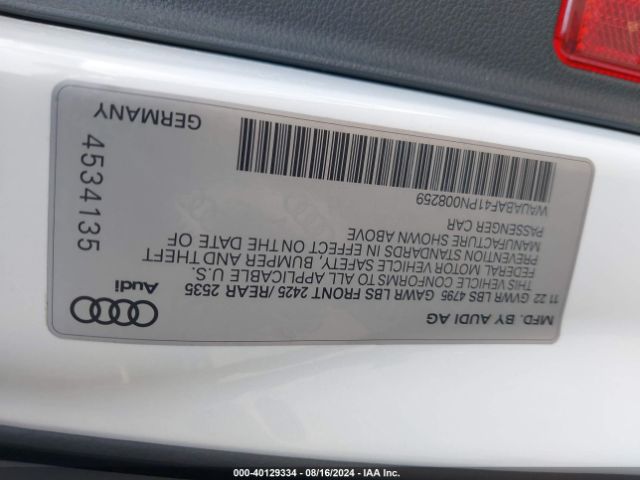 MFD. BY AUDI AG
11 22 GVWR LBS 4795 GAWR LBS FRONT 2425 /REAR 2535
THIS VEHICLE CONFORMS TO ALL APPLICABLE U.S.
FEDERAL MOTOR VEHICLE SAFETY, BUMPER AND THEFT
PREVENTION STANDARDS IN EFFECT ON THE DATE OF
MANUFACTURE SHOWN ABOVE
PASSENGER CAR
WAUABAF41PN008259
Audi
4534135
GERMANY
000-40129334 - 08/16/2024 - IAA Inc.